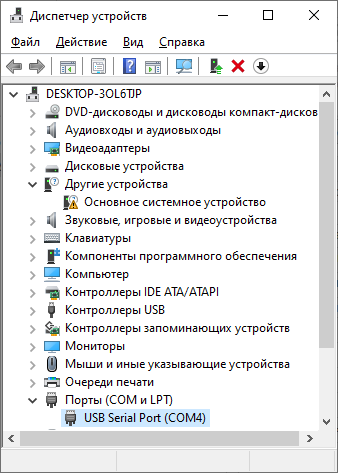 Диспетчер устройств
Файл Действие Вид Справка
DESKTOP-3OL6TJP
DVD-дисководы и дисководы компакт-дисков
Аудиовходы и аудиовыходы
Видеоадаптеры
Дисковые устройства
Другие устройства
Основное системное устройство
Звуковые, игровые и видеоустройства
Клавиатуры
Компоненты программного обеспечения
Компьютер
Контроллеры IDE ATA/ATAPI
Контроллеры USB
Контроллеры запоминающих устройств
Мониторы
Мыши и иные указывающие устройства
Очереди печати
Порты (COM и LPT)
USB Serial Port (COM4)